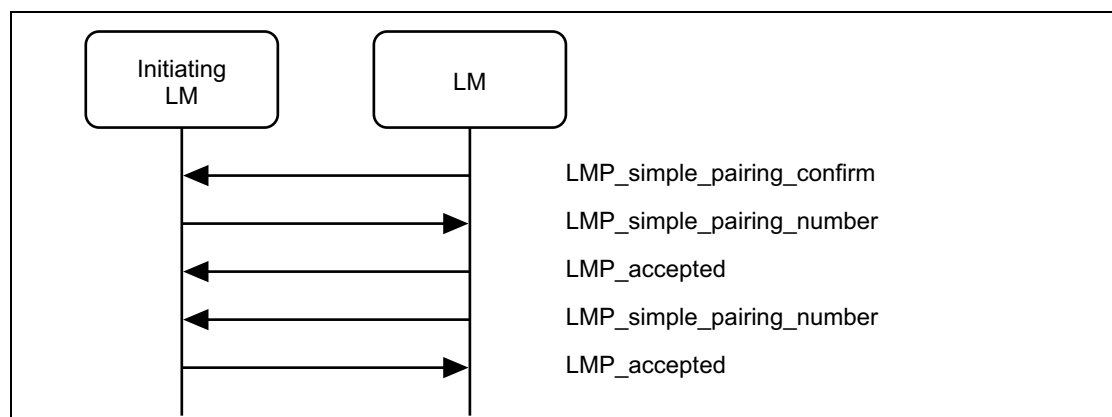 Initiating
LM
LM
LMP_simple_pairing_confirm
LMP_simple_pairing_number
LMP_accepted
LMP_simple_pairing_number
LMP_accepted